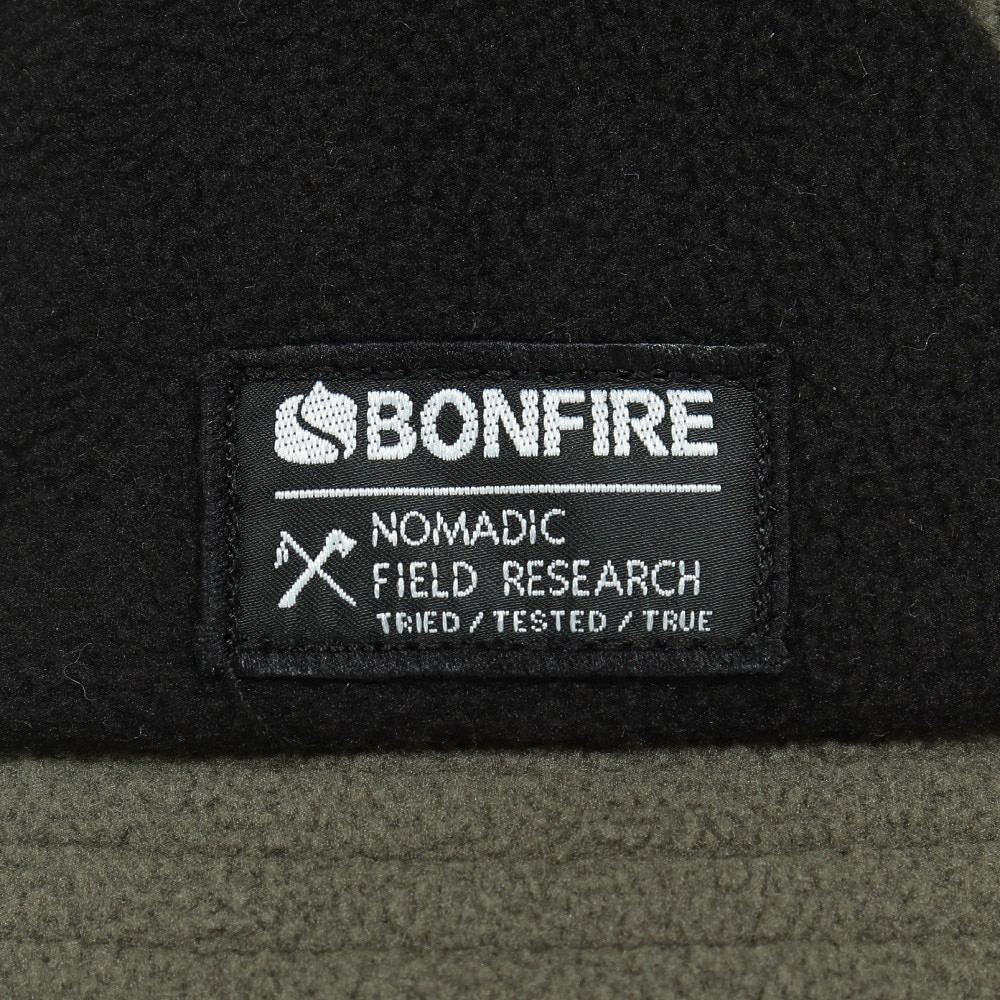 BONFIRE
NOMADIC
FIELD RESEARCH
TRIED / TESTED / TRUE